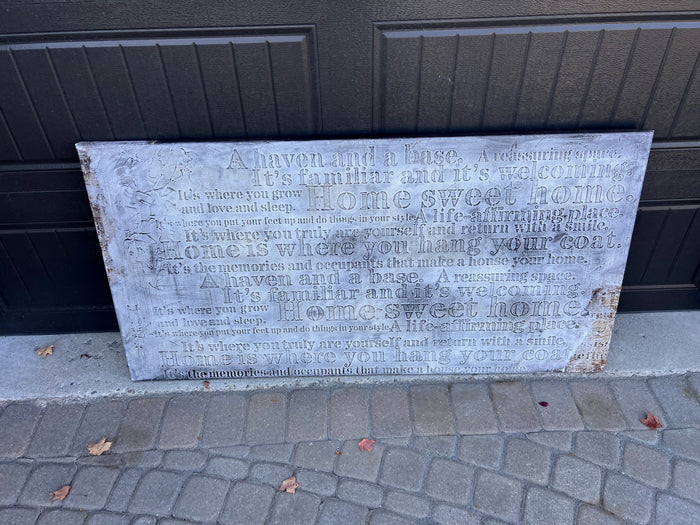 A haven and a base. A reassuring space.
It's familiar and it's welcoming.
It's where you grow Home sweet home.
and love and sleep.
It's where you put your feet up and do things in your style. A life-affirming place.
It's where you truly are yourself and return with a smile.
Home is where you hang your coat.
It's the memories and occupants that make a house your home.
A haven and a base. A reassuring space.
It's familiar and it's welcoming.
It's where you grow Home sweet home.
and love and sleep.
It's where you put your feet up and do things in your style. A life-affirming place.
It's where you truly are yourself and return with a smile.
Home is where you hang your coat
It's the memories and occupants that make a house your home.